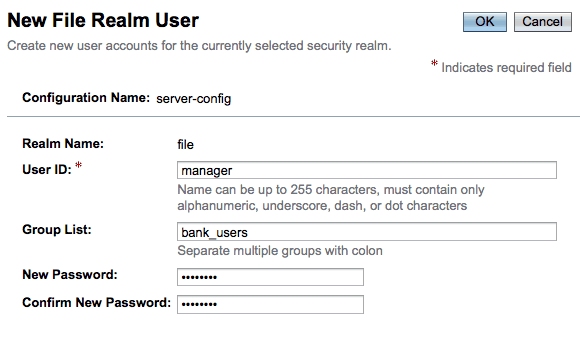 New File Realm User
OK
Cancel
Create new user accounts for the currently selected security realm.
* Indicates required field
Configuration Name: server-config
Realm Name: file
User ID: * manager
Name can be up to 255 characters, must contain only
alphanumeric, underscore, dash, or dot characters
Group List: bank_users
Separate multiple groups with colon
New Password: ••••••••
Confirm New Password: ••••••••